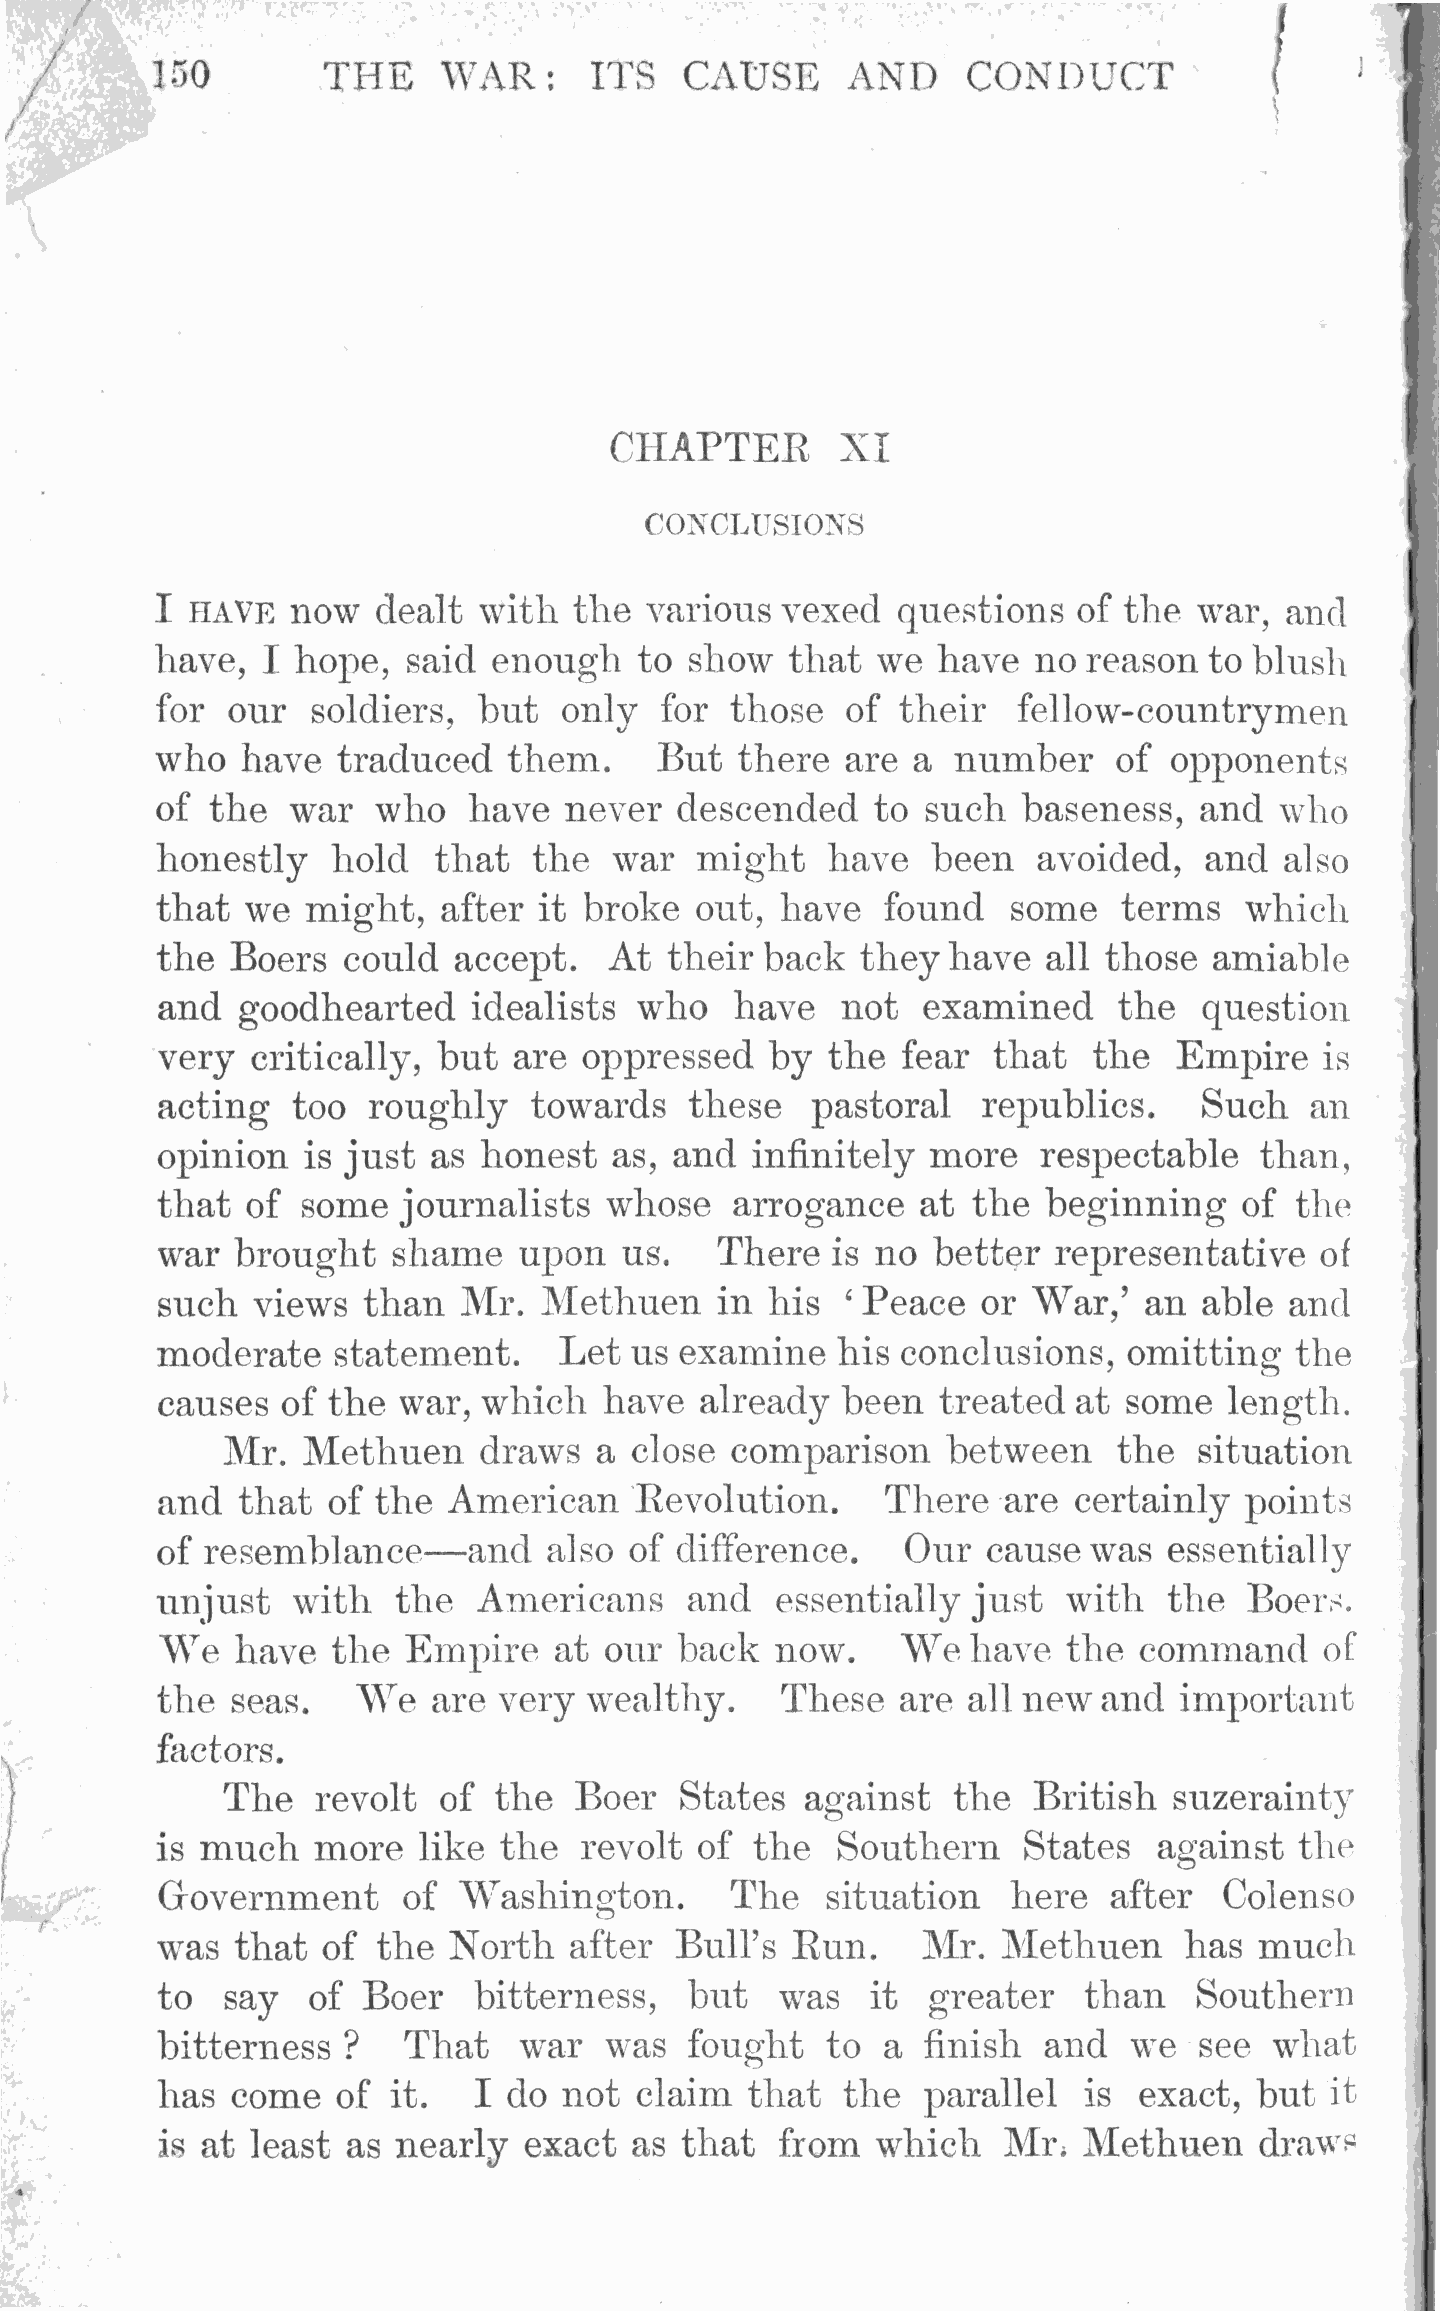 150 THE WAR: ITS CAUSE AND CONDUCT
CHAPTER XI
CONCLUSIONS
I HAVE now dealt with the various vexed questions of the war, and
have, I hope, said enough to show that we have no reason to blush
for our soldiers, but only for those of their fellow-countrymen
who have traduced them. But there are a number of opponents
of the war who have never descended to such baseness, and who
honestly hold that the war might have been avoided, and also
that we might, after it broke out, have found some terms which
the Boers could accept. At their back they have all those amiable
and goodhearted idealists who have not examined the question
very critically, but are oppressed by the fear that the Empire is
acting too roughly towards these pastoral republics. Such an
opinion is just as honest as, and infinitely more respectable than,
that of some journalists whose arrogance at the beginning of the
war brought shame upon us. There is no better representative of
such views than Mr. Methuen in his ‘Peace or War,’ an able and
moderate statement. Let us examine his conclusions, omitting the
causes of the war, which have already been treated at some length.
Mr. Methuen draws a close comparison between the situation
and that of the American Revolution. There are certainly points
of resemblance—and also of difference. Our cause was essentially
unjust with the Americans and essentially just with the Boers.
We have the Empire at our back now. We have the command of
the seas. We are very wealthy. These are all new and important
factors.
The revolt of the Boer States against the British suzerainty
is much more like the revolt of the Southern States against the
Government of Washington. The situation here after Colenso
was that of the North after Bull’s Run. Mr. Methuen has much
to say of Boer bitterness, but was it greater than Southern
bitterness ? That war was fought to a finish and we see what
has come of it. I do not claim that the parallel is exact, but it
is at least as nearly exact as that from which Mr. Methuen draws